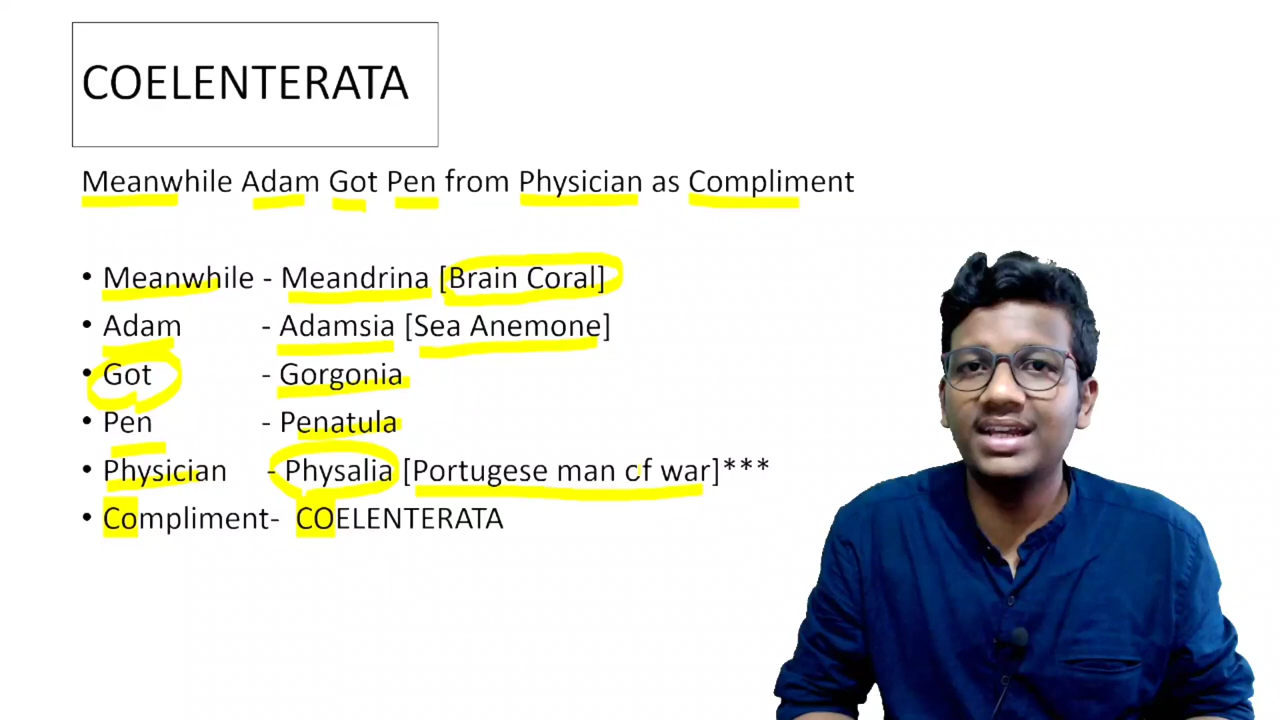 COELENTERATA
Meanwhile Adam Got Pen from Physician as Compliment
• Meanwhile - Meandrina [Brain Coral]
• Adam - Adamsia [Sea Anemone]
• Got - Gorgonia
• Pen - Penatula
• Physician - Physalia [Portugese man of war]***
• Compliment- COELENTERATA